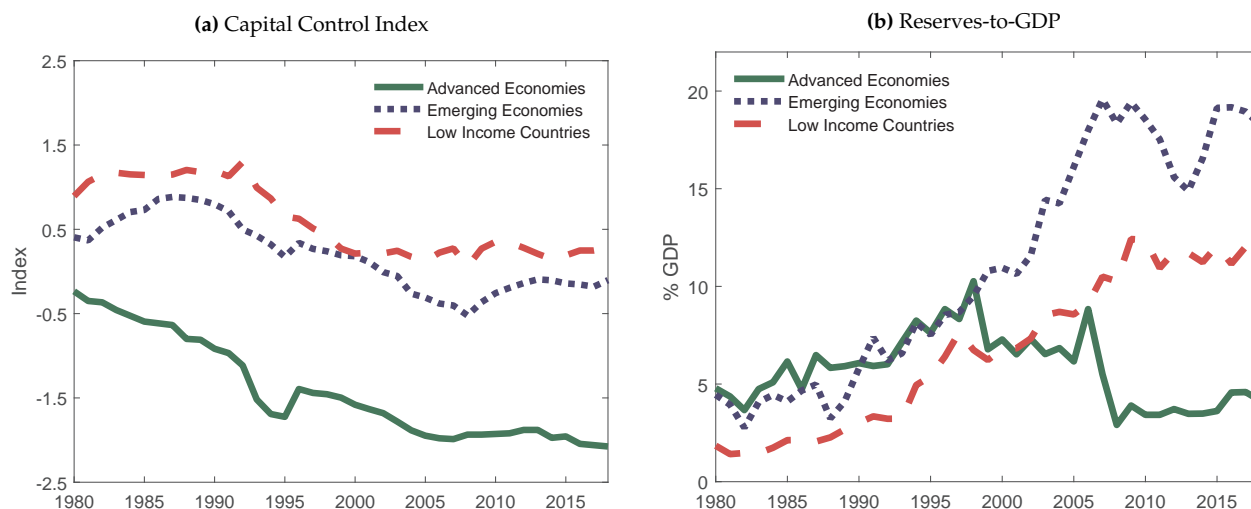 (a) Capital Control Index
2.5
1.5
0.5
-0.5
-1.5
-2.5
Index
Advanced Economies
Emerging Economies
Low Income Countries
1980 1985 1990 1995 2000 2005 2010 2015
(b) Reserves-to-GDP
20
15
10
5
0
% GDP
Advanced Economies
Emerging Economies
Low Income Countries
1980 1985 1990 1995 2000 2005 2010 2015